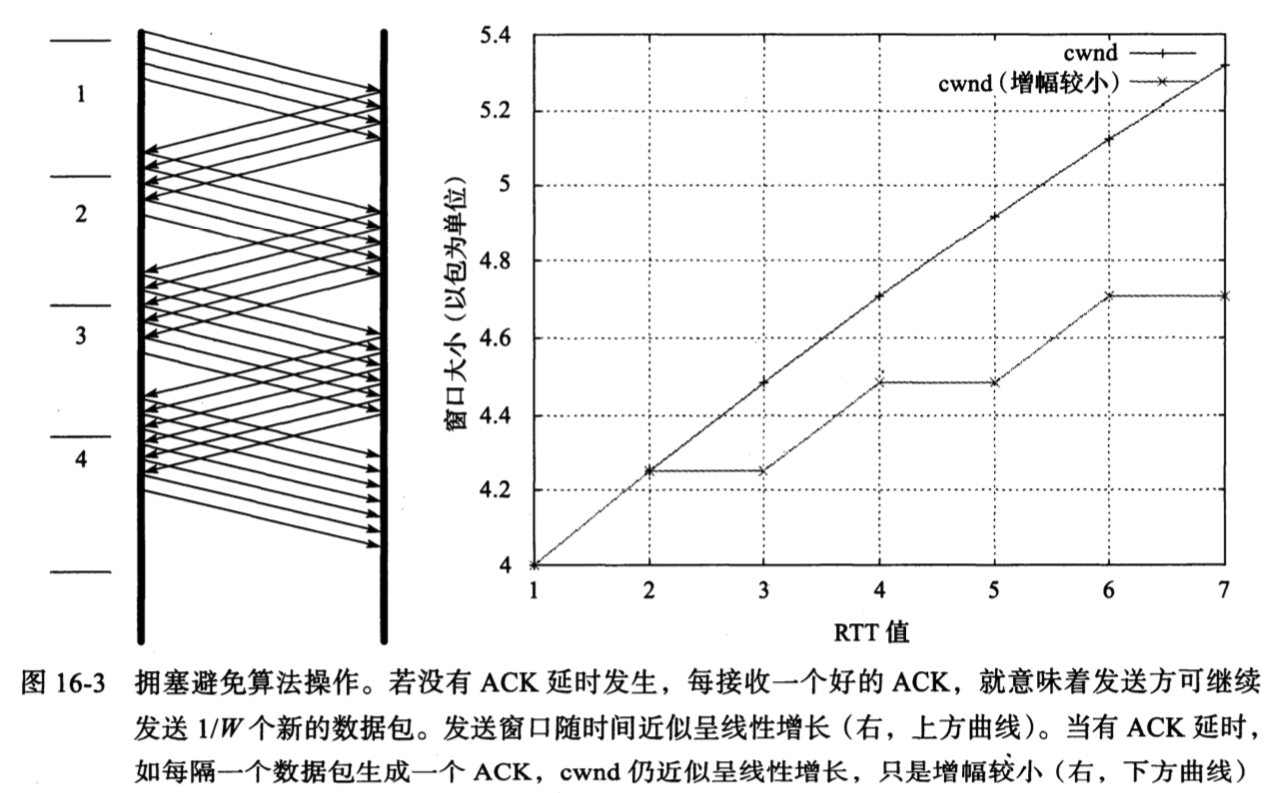 1
2
3
4
5.4
5.2
5
4.8
4.6
4.4
4.2
4
cwnd
cwnd（增幅较小）
窗口大小（以包为单位）
1 2 3 4 5 6 7
RTT 值
图 16-3 拥塞避免算法操作。若没有 ACK 延时发生，每接收一个好的 ACK，就意味着发送方可继续
发送 1/W 个新的数据包。发送窗口随时间近似呈线性增长（右，上方曲线）。当有 ACK 延时，
如每隔一个数据包生成一个 ACK，cwnd 仍近似呈线性增长，只是增幅较小（右，下方曲线）